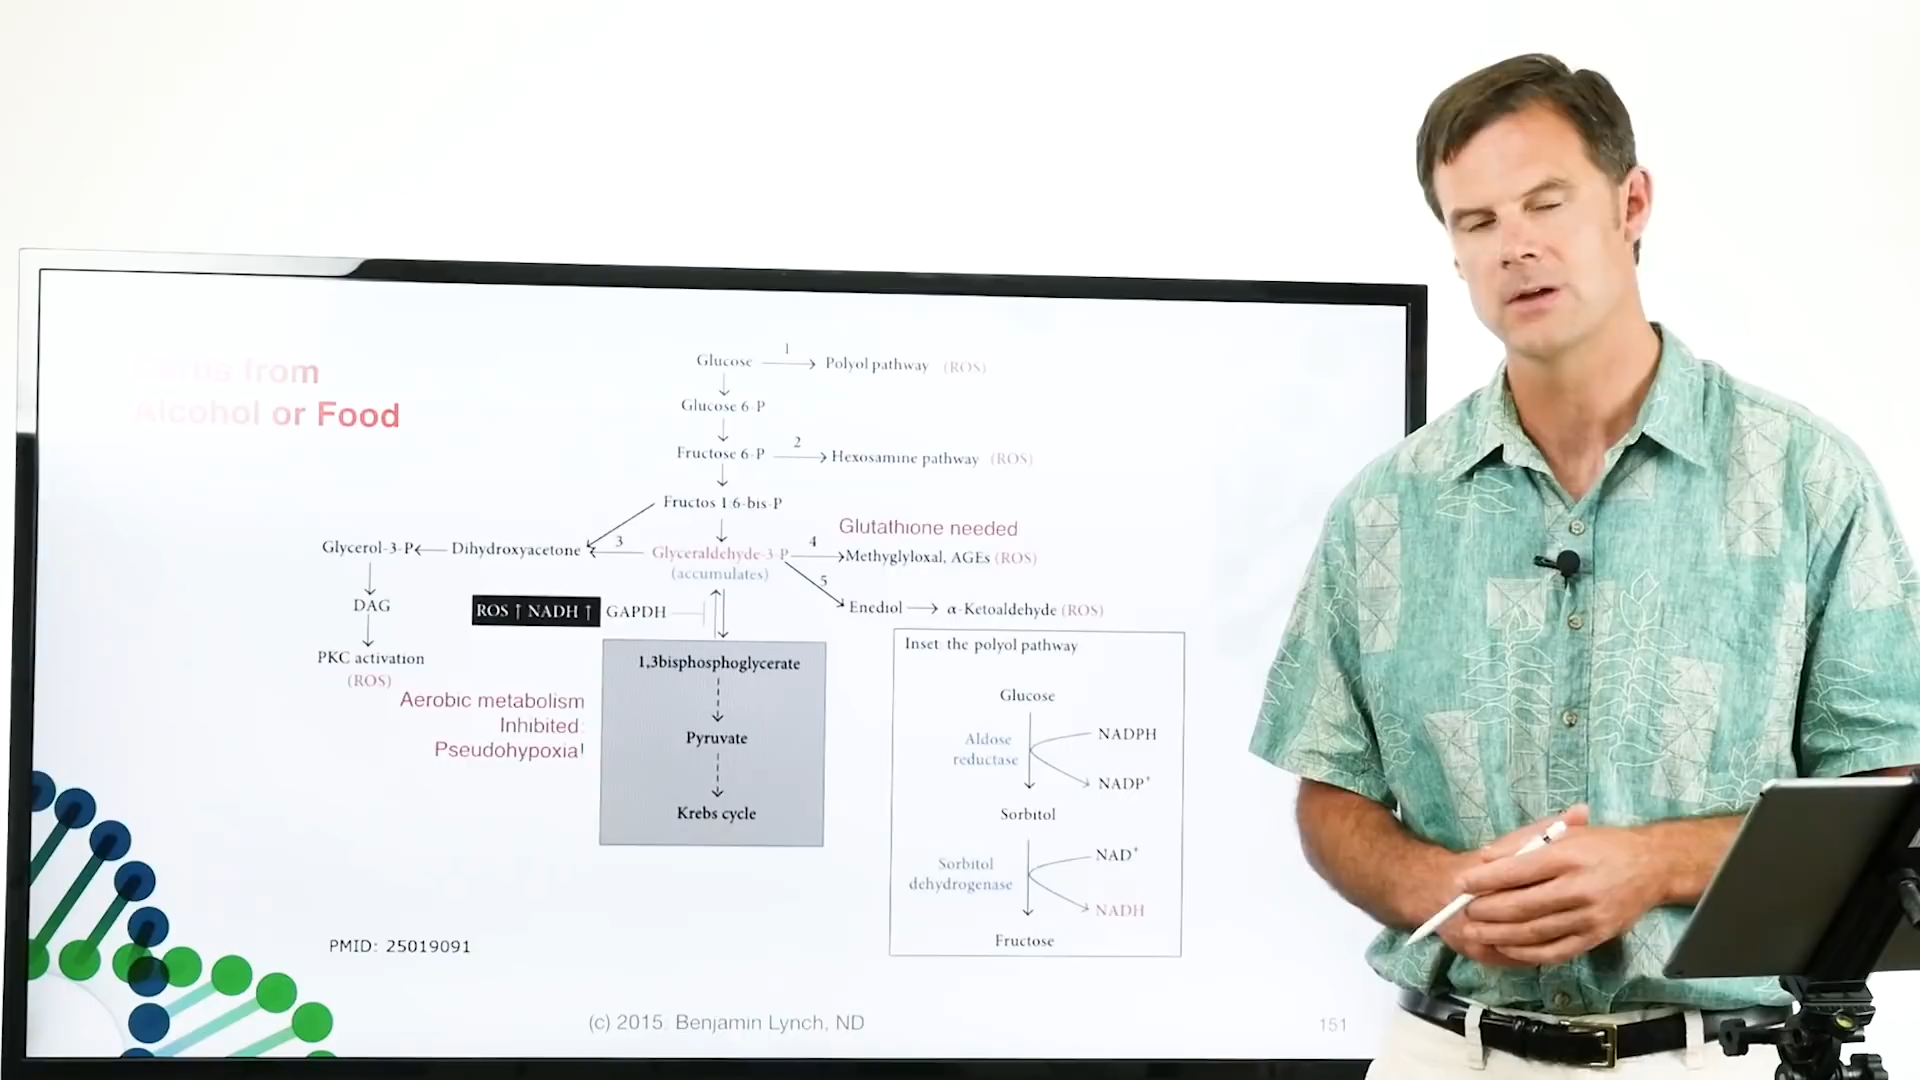 from
Alcohol or Food
Glucose 1 Polyol pathway (ROS)
Glucose 6-P
Fructose 6-P 2 Hexosamine pathway (ROS)
Fructos 1:6-bis-P
Glutathione needed
Glycerol-3-P Dihydroxyacetone 3 Glyceraldehyde-3-P 4 Methyglyloxal, AGEs (ROS)
(accumulates)
5
DAG
ROS ↑ NADH ↑ GAPDH
Enediol α-Ketoaldehyde (ROS)
PKC activation
(ROS)
Aerobic metabolism
Inhibited:
Pseudohypoxia!
1,3bisphosphoglycerate
Pyruvate
Krebs cycle
Inset: the polyol pathway
Glucose
Aldose
reductase
NADPH
NADP⁺
Sorbitol
Sorbitol
dehydrogenase
NAD⁺
NADH
Fructose
PMID: 25019091
(c) 2015: Benjamin Lynch, ND
151